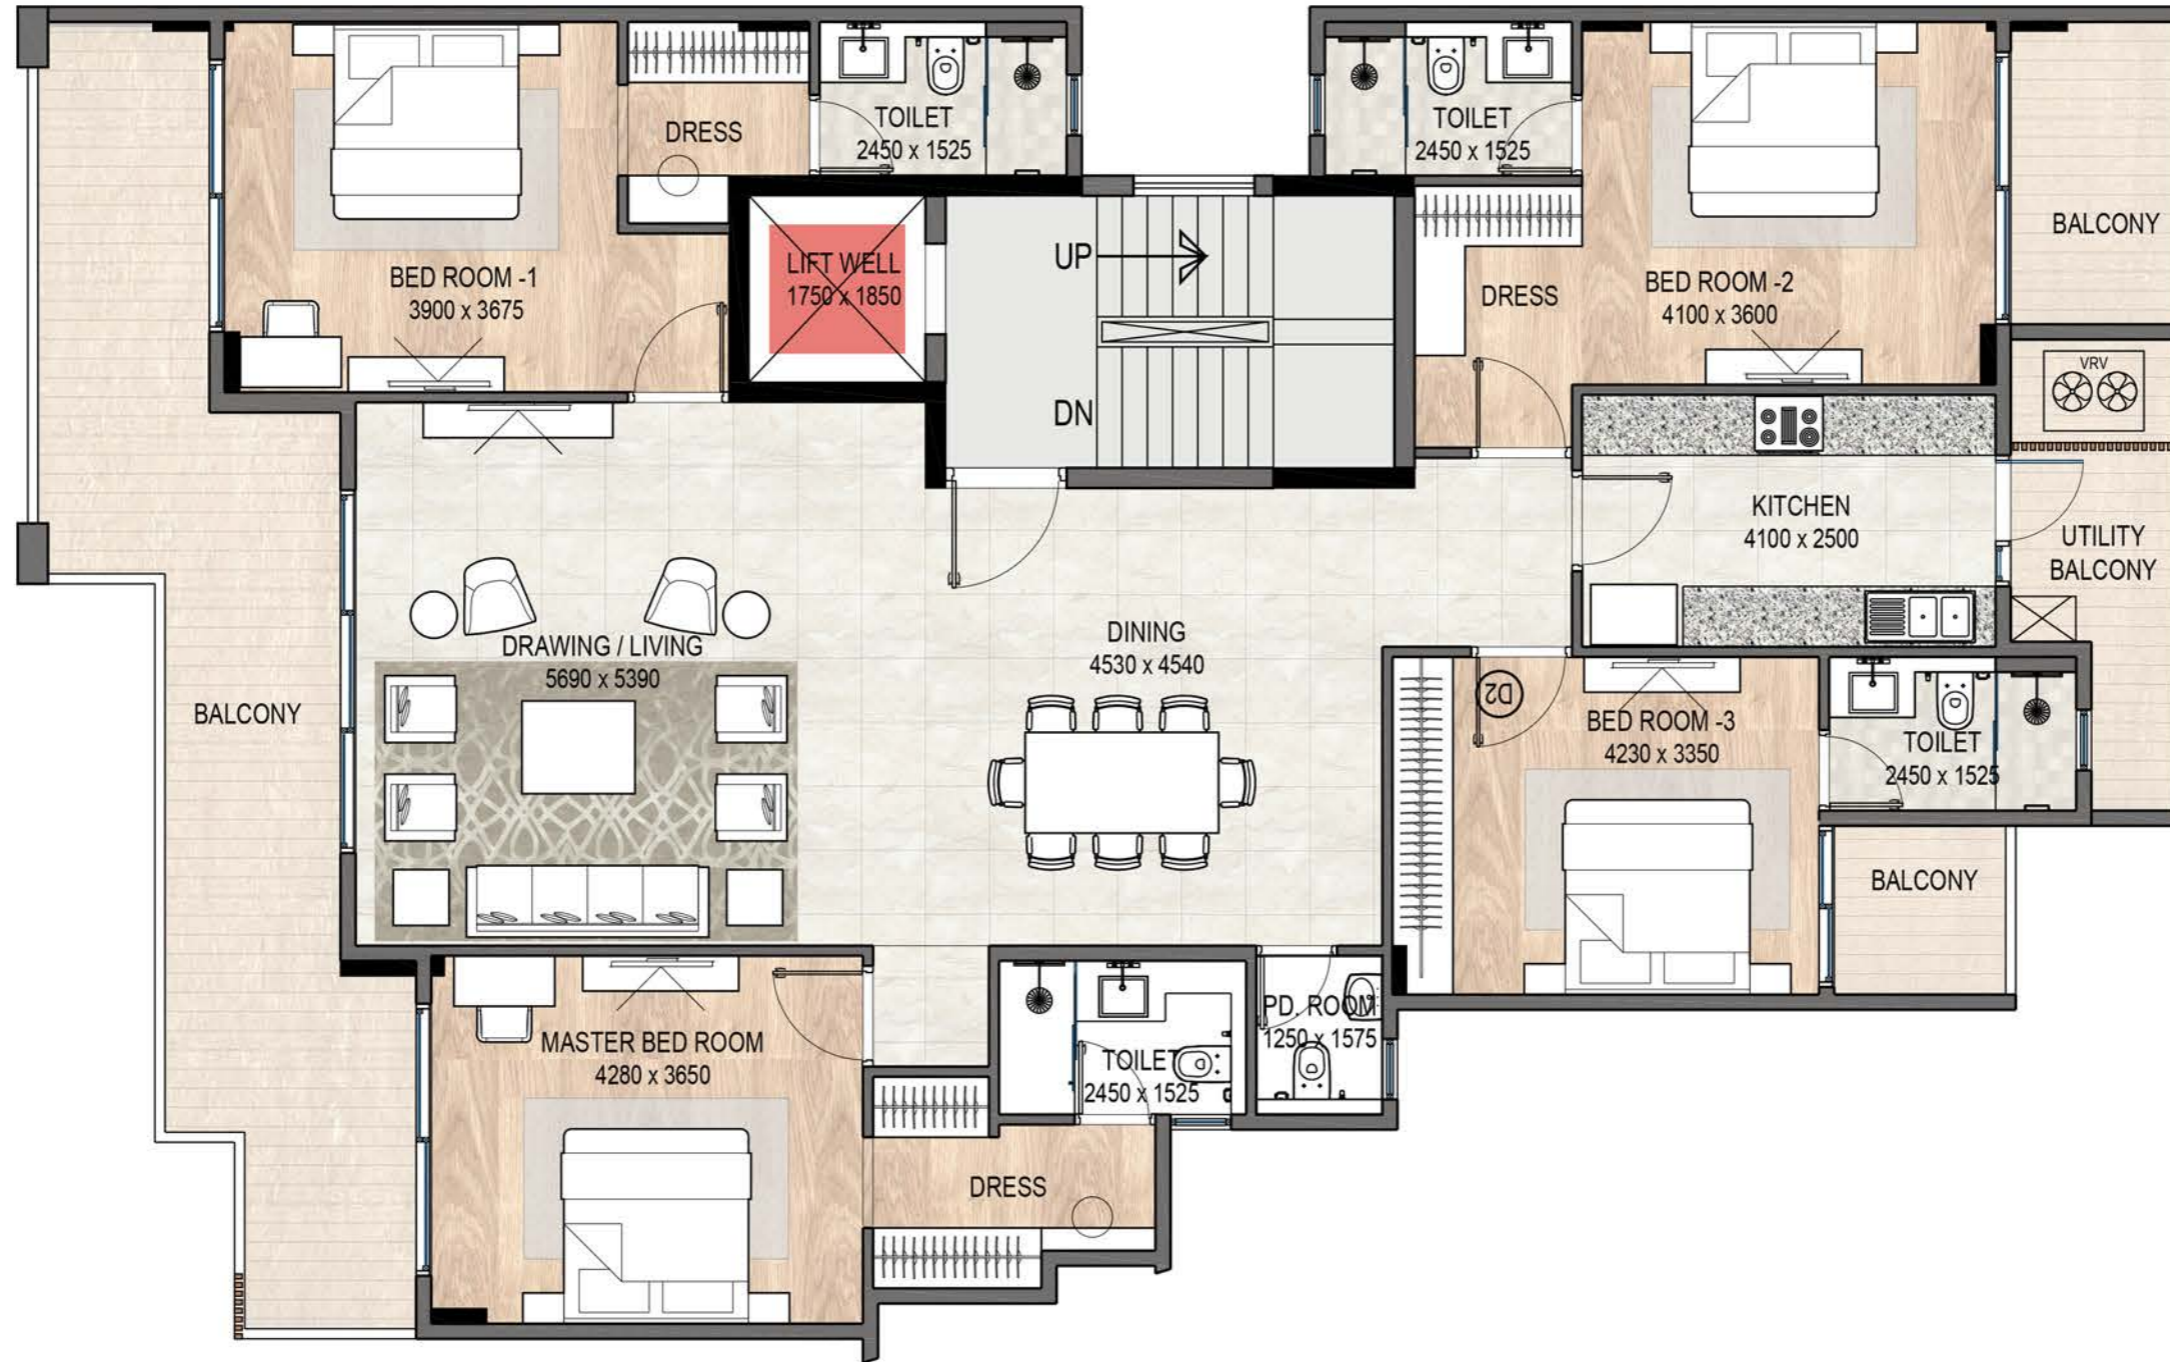 TOILET
2450 x 1525
DRESS
BED ROOM -1
3900 x 3675
LIFT WELL
1750 x 1850
UP
DN
TOILET
2450 x 1525
DRESS
BED ROOM -2
4100 x 3600
BALCONY
VRV
KITCHEN
4100 x 2500
UTILITY
BALCONY
DRAWING / LIVING
5690 x 5390
DINING
4530 x 4540
BALCONY
D2
BED ROOM -3
4230 x 3350
TOILET
2450 x 1525
BALCONY
MASTER BED ROOM
4280 x 3650
TOILET
2450 x 1525
PD. ROOM
1250 x 1575
DRESS